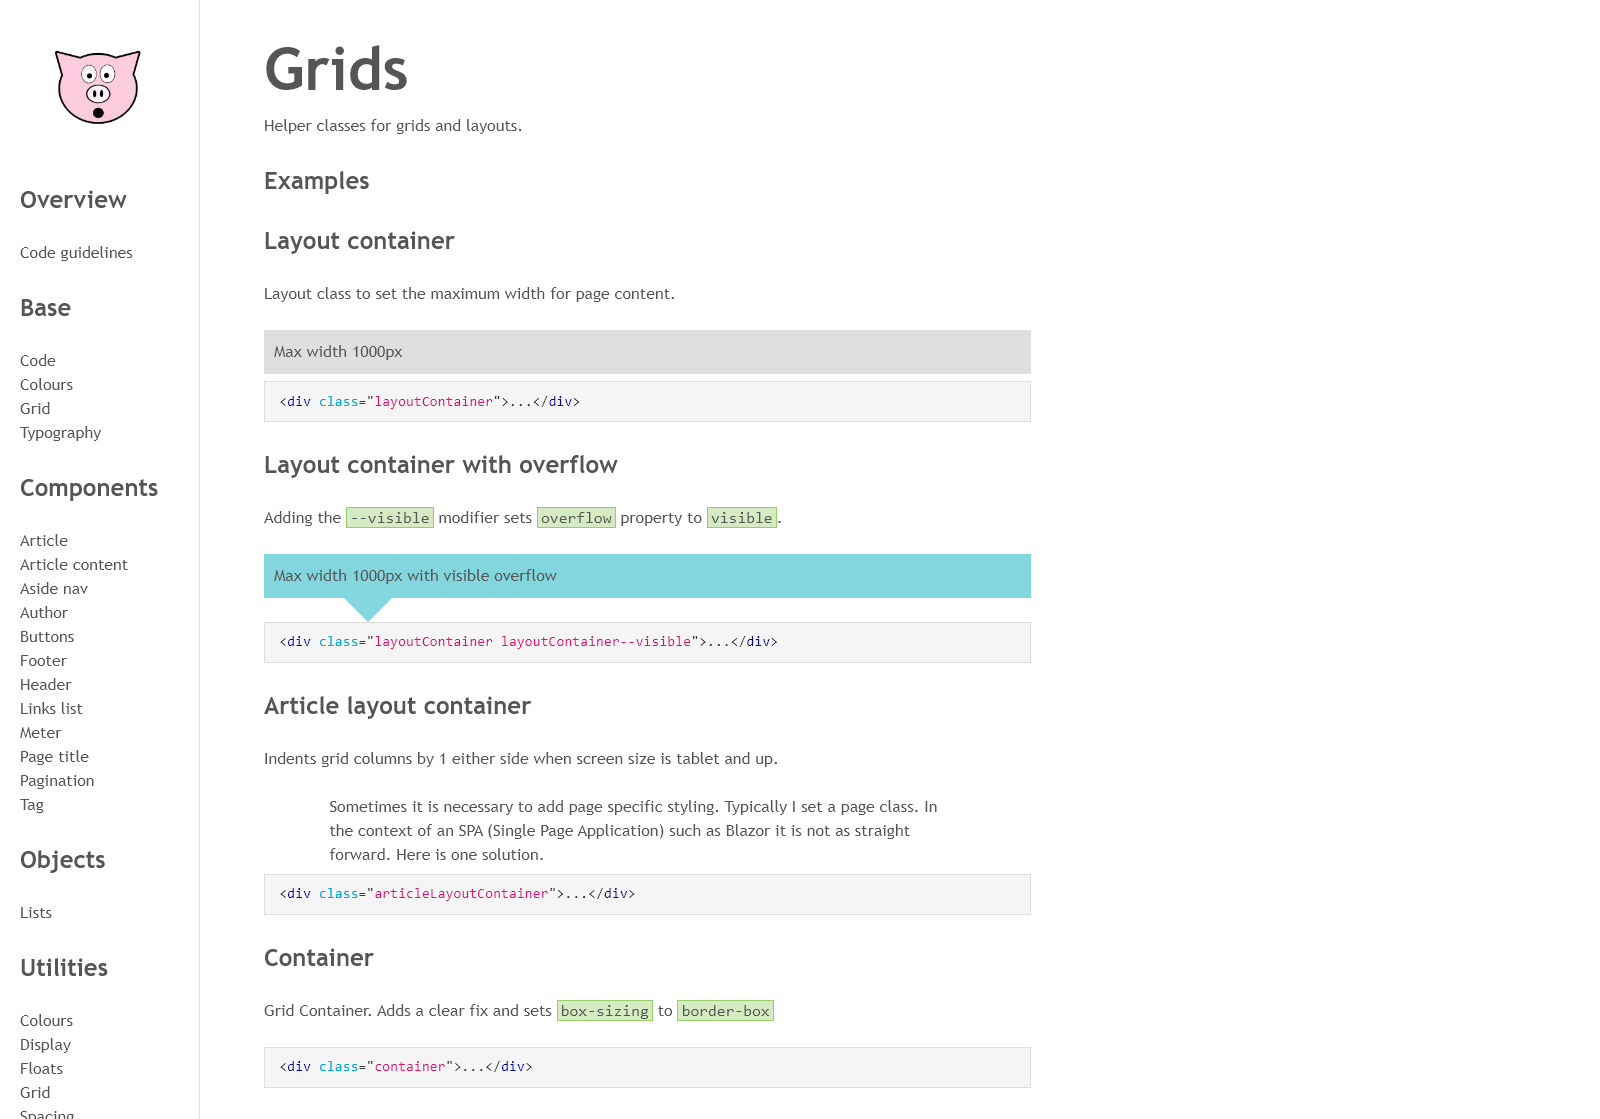 Overview
Code guidelines
Base
Code
Colours
Grid
Typography
Components
Article
Article content
Aside nav
Author
Buttons
Footer
Header
Links list
Meter
Page title
Pagination
Tag
Objects
Lists
Utilities
Colours
Display
Floats
Grid
Spacing
Grids
Helper classes for grids and layouts.
Examples
Layout container
Layout class to set the maximum width for page content.
Max width 1000px
<div class="layoutContainer">...</div>
Layout container with overflow
Adding the --visible modifier sets overflow property to visible.
Max width 1000px with visible overflow
<div class="layoutContainer layoutContainer--visible">...</div>
Article layout container
Indents grid columns by 1 either side when screen size is tablet and up.
Sometimes it is necessary to add page specific styling. Typically I set a page class. In
the context of an SPA (Single Page Application) such as Blazor it is not as straight
forward. Here is one solution.
<div class="articleLayoutContainer">...</div>
Container
Grid Container. Adds a clear fix and sets box-sizing to border-box
<div class="container">...</div>